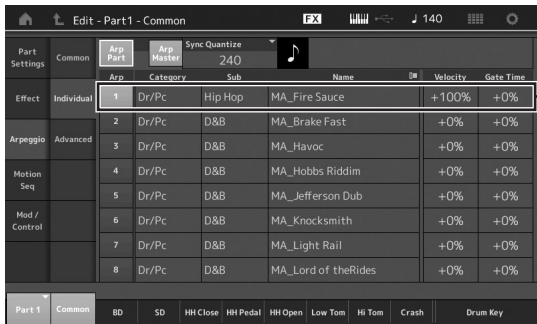 Edit - Part1 - Common FX ♩ 140
Part Settings Common Arp Part Arp Master Sync Quantize 240 ♪
Arp Category Sub Name Velocity Gate Time
Effect Individual 1 Dr/Pc Hip Hop MA_Fire Sauce +100% +0%
2 Dr/Pc D&B MA_Brake Fast +0% +0%
Arpeggio Advanced 3 Dr/Pc D&B MA_Havoc +0% +0%
Motion Seq 4 Dr/Pc D&B MA_Hobbs Riddim +0% +0%
5 Dr/Pc D&B MA_Jefferson Dub +0% +0%
Mod / Control 6 Dr/Pc D&B MA_Knocksmith +0% +0%
7 Dr/Pc D&B MA_Light Rail +0% +0%
8 Dr/Pc D&B MA_Lord of theRides +0% +0%
Part 1 Common BD SD HH Close HH Pedal HH Open Low Tom Hi Tom Crash Drum Key